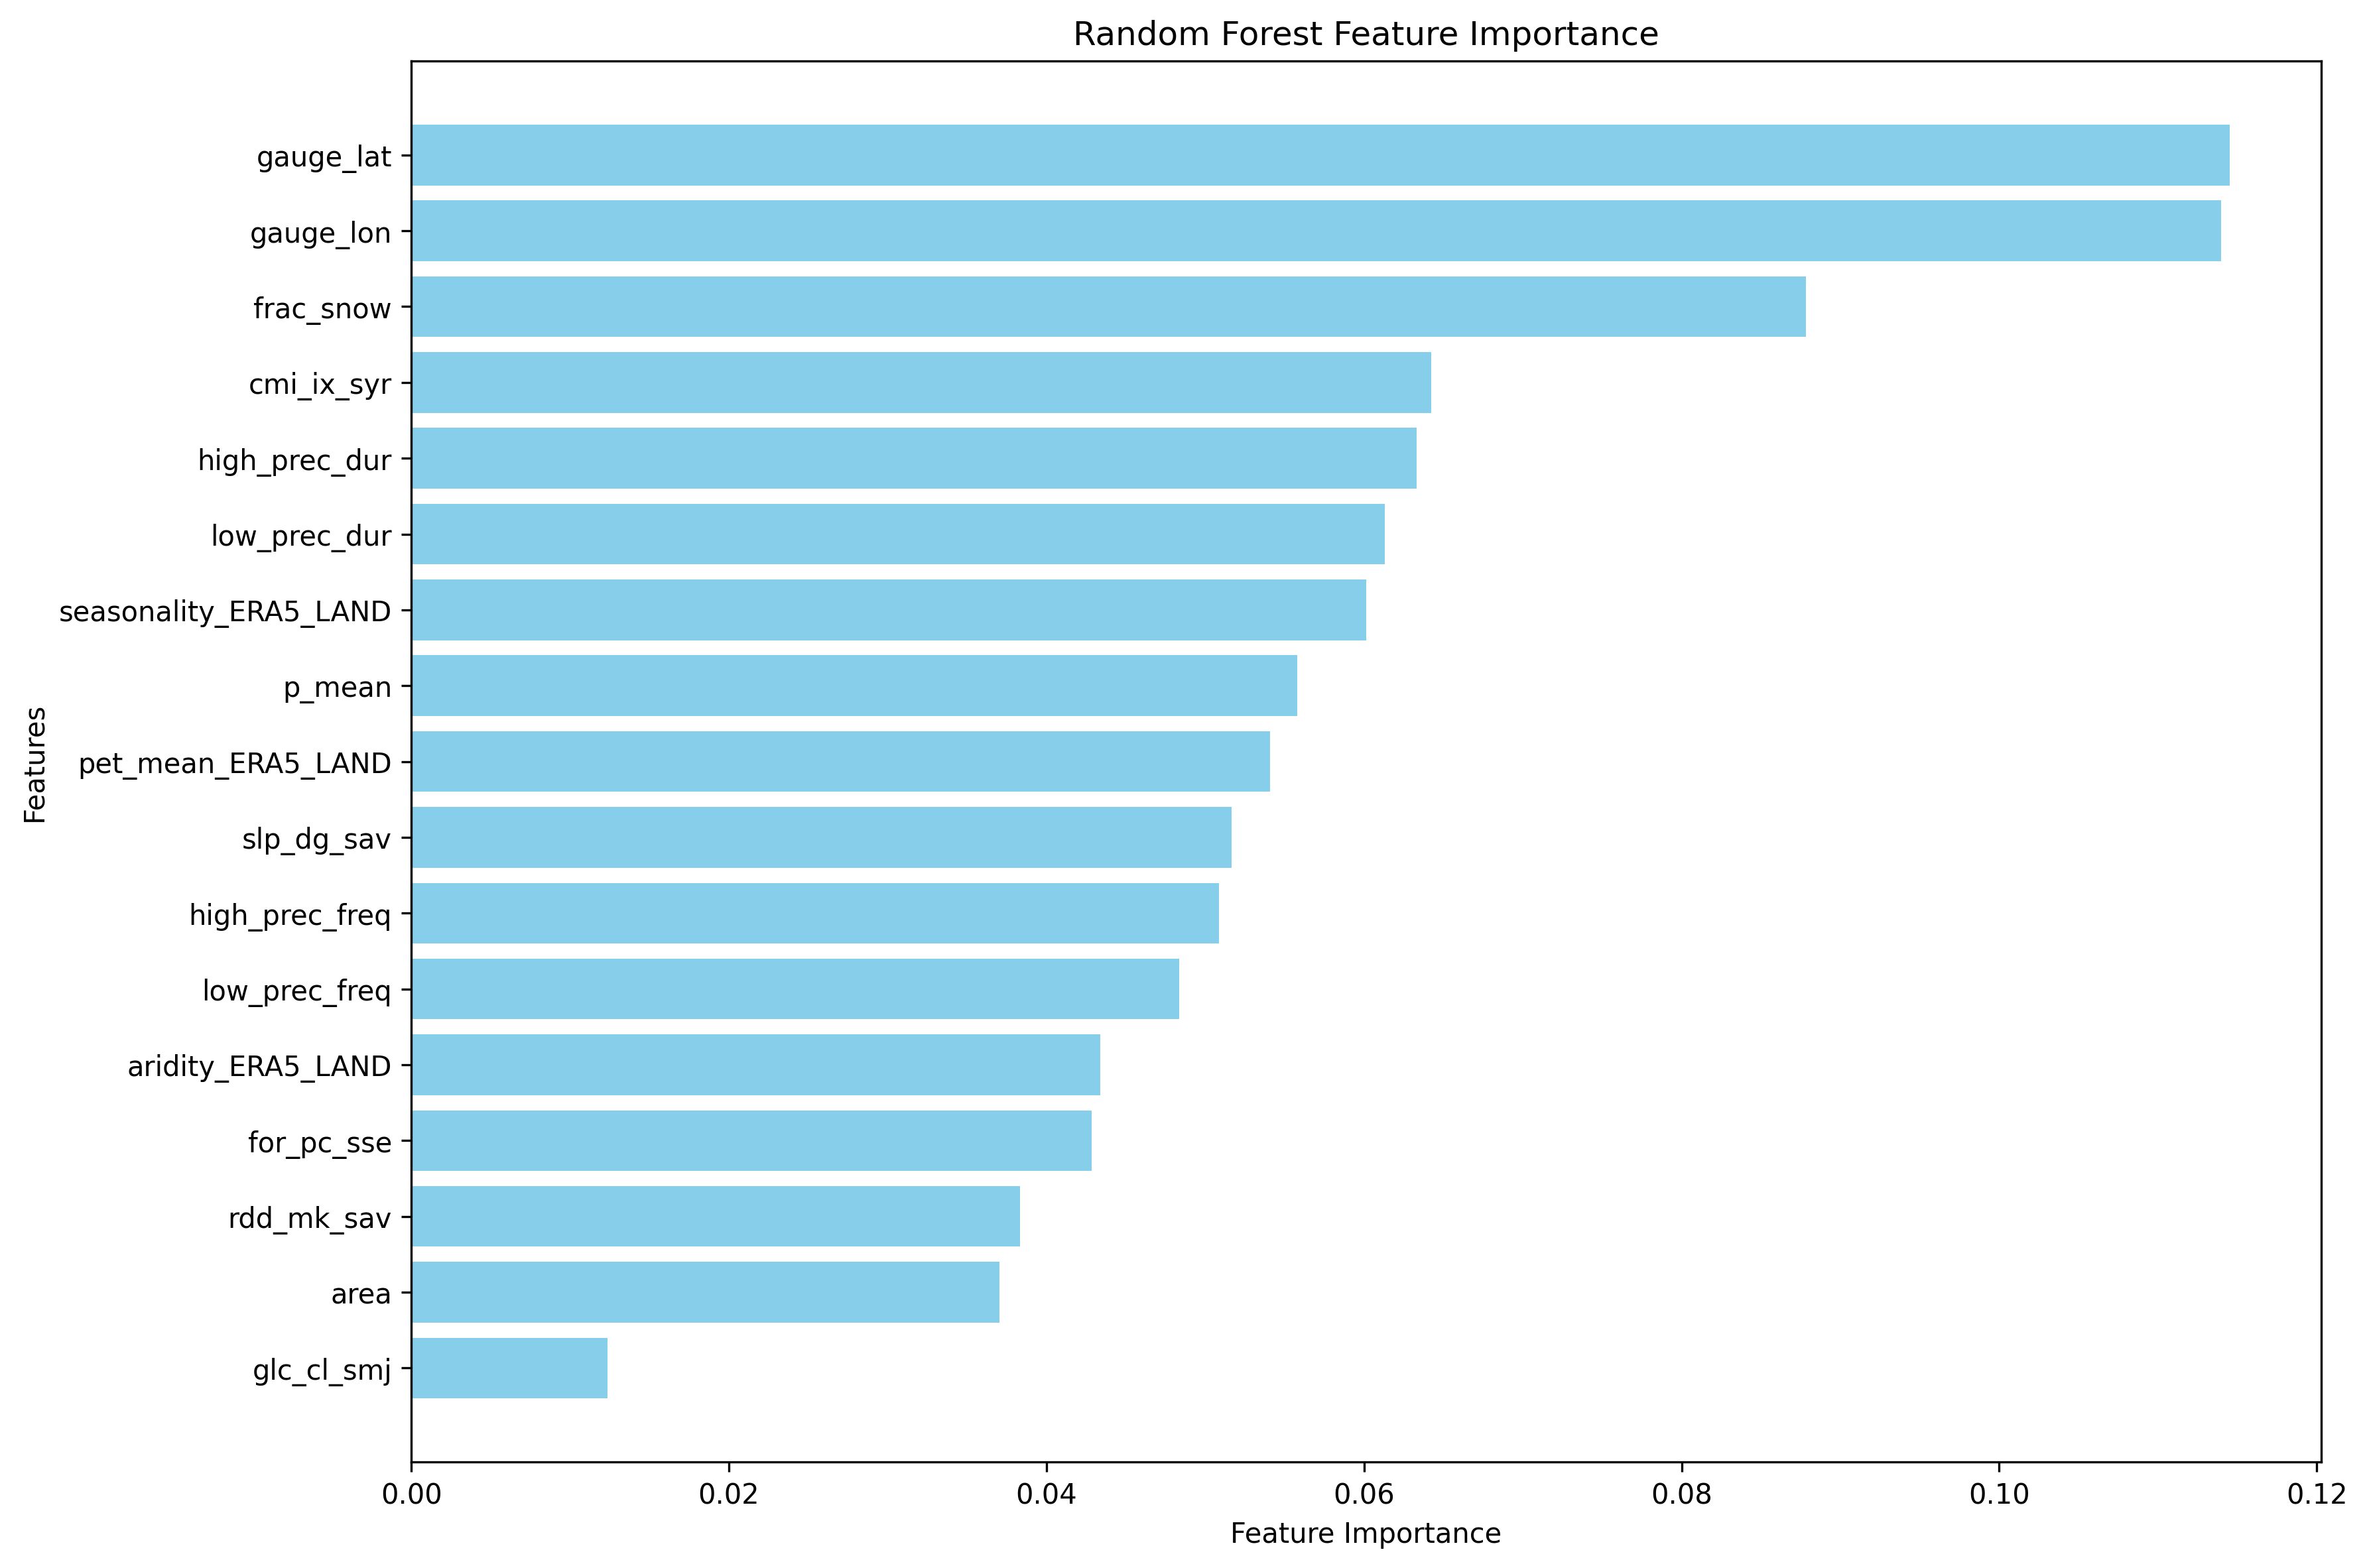 Random Forest Feature Importance
gauge_lat
gauge_lon
frac_snow
cmi_ix_syr
high_prec_dur
low_prec_dur
seasonality_ERA5_LAND
p_mean
pet_mean_ERA5_LAND
slp_dg_sav
high_prec_freq
low_prec_freq
aridity_ERA5_LAND
for_pc_sse
rdd_mk_sav
area
glc_cl_smj
Features
0.00 0.02 0.04 0.06 0.08 0.10 0.12
Feature Importance